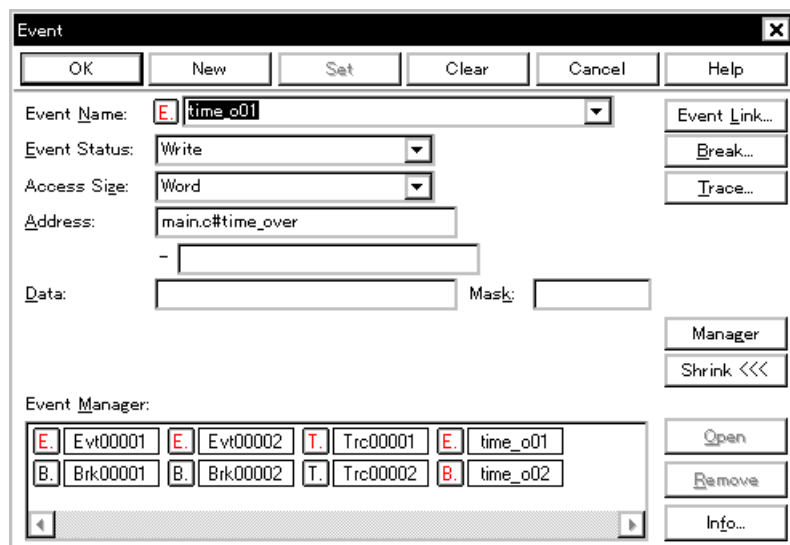 Event
OK New Set Clear Cancel Help
Event Name: E. time_o01 Event Link...
Event Status: Write Break...
Access Size: Word Trace...
Address: main.c#time_over
-
Data: Mask:
Manager
Shrink <<<
Event Manager:
E. Evt00001 E. Evt00002 T. Trc00001 E. time_o01 Open
B. Brk00001 B. Brk00002 T. Trc00002 B. time_o02 Remove
Info...